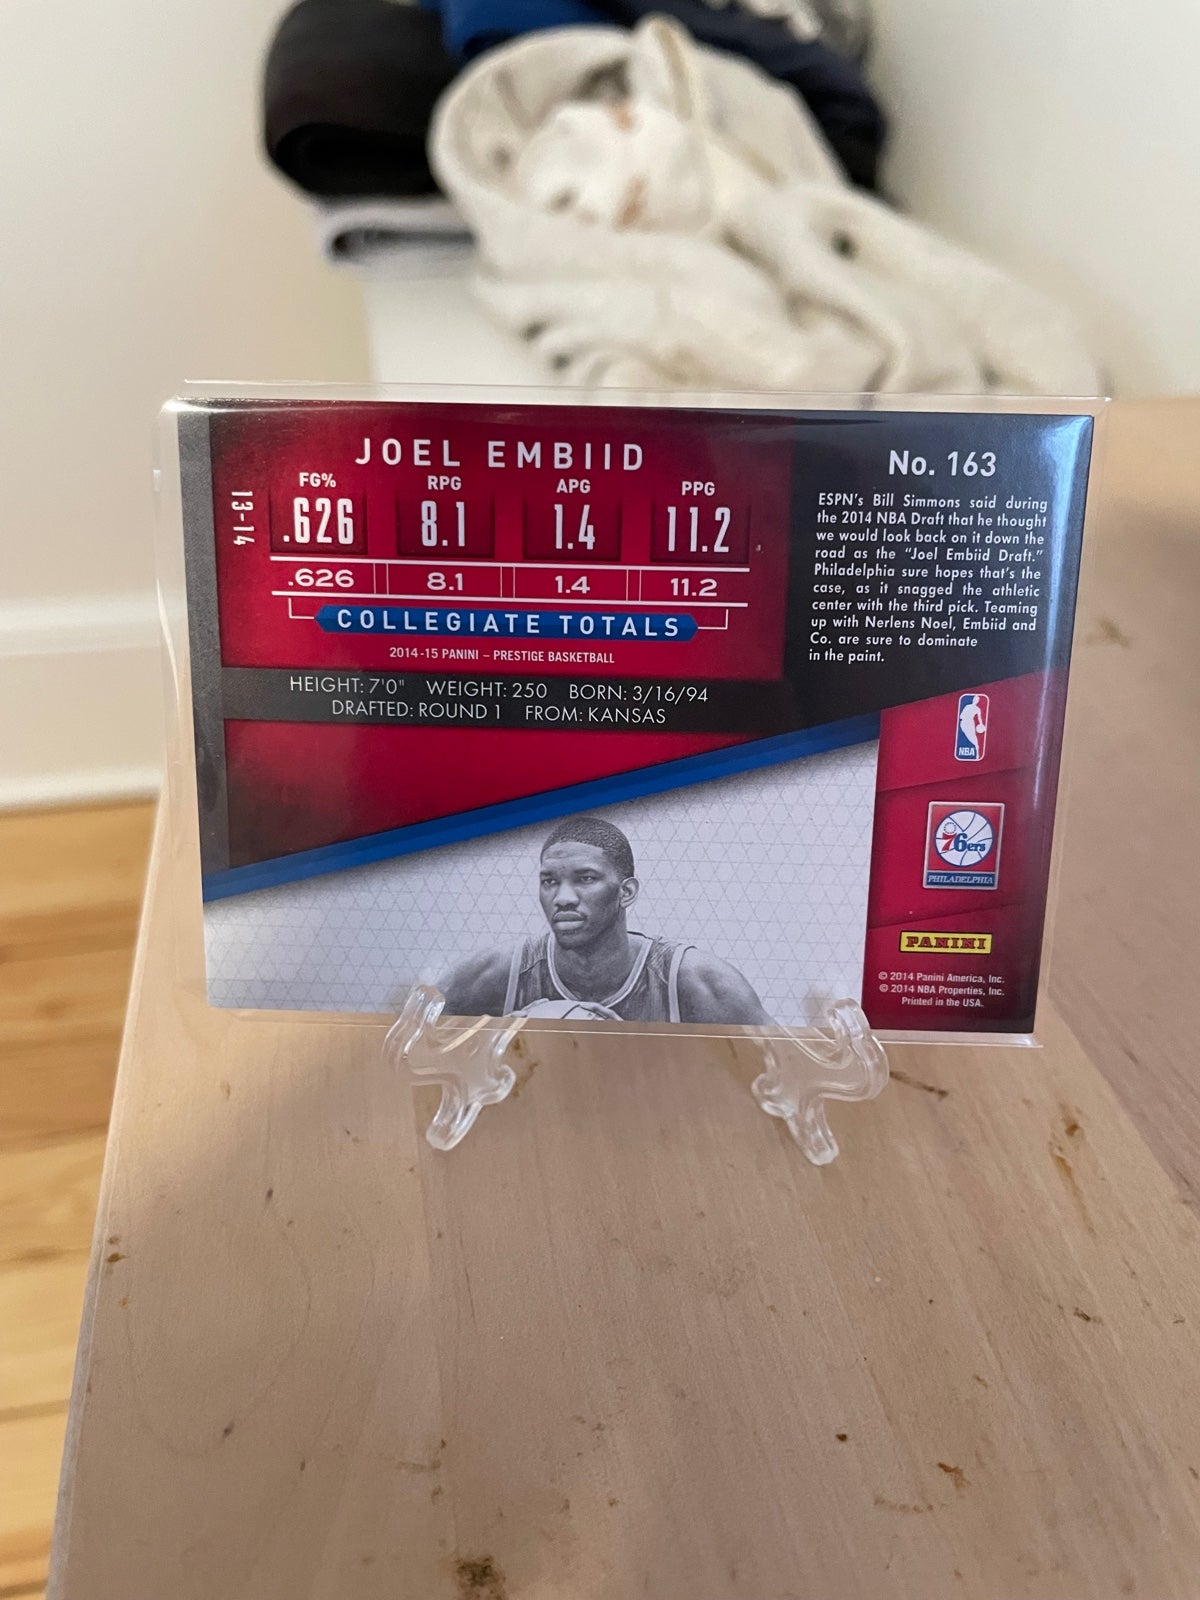 JOEL EMBIID
FG% RPG APG PPG
13-14 .626 8.1 1.4 11.2
.626 8.1 1.4 11.2
COLLEGIATE TOTALS
2014-15 PANINI – PRESTIGE BASKETBALL
HEIGHT: 7'0" WEIGHT: 250 BORN: 3/16/94
DRAFTED: ROUND 1 FROM: KANSAS
No. 163
ESPN's Bill Simmons said during
the 2014 NBA Draft that he thought
we would look back on it down the
road as the “Joel Embiid Draft.”
Philadelphia sure hopes that's the
case, as it snagged the athletic
center with the third pick. Teaming
up with Nerlens Noel, Embiid and
Co. are sure to dominate
in the paint.
NBA
76ers
PHILADELPHIA
PANINI
© 2014 Panini America, Inc.
© 2014 NBA Properties, Inc.
Printed in the USA.